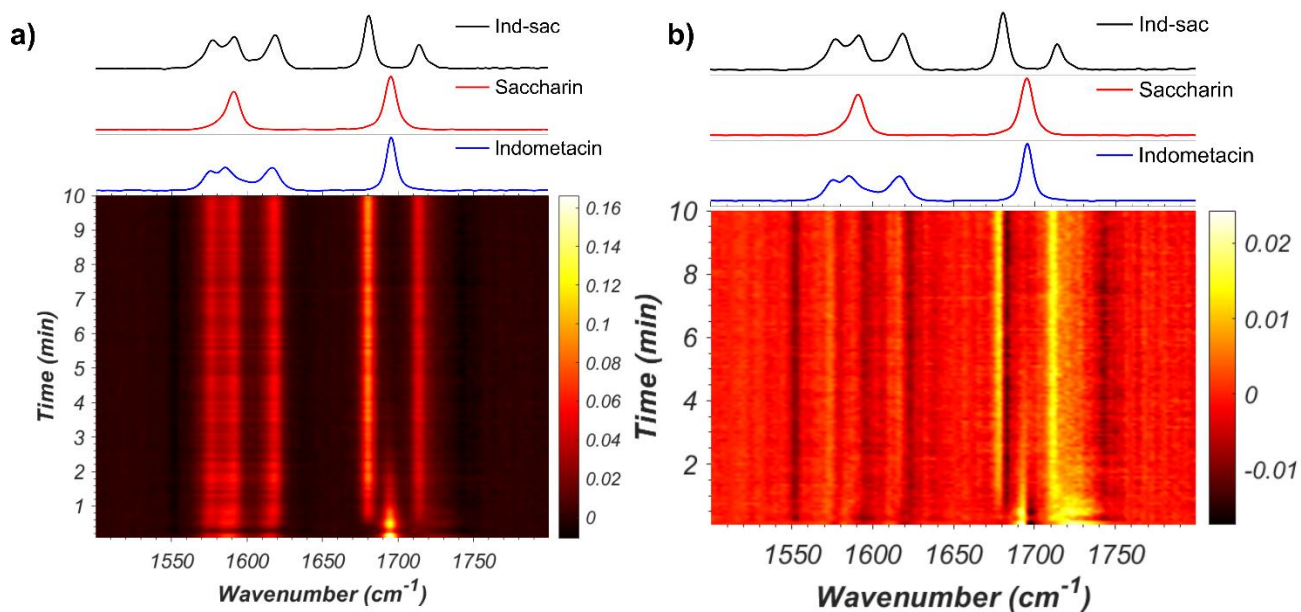 a)
Ind-sac
Saccharin
Indometacin
10
9
8
7
6
5
4
3
2
1
Time (min)
1550 1600 1650 1700 1750
Wavenumber (cm-1)
0.16
0.14
0.12
0.1
0.08
0.06
0.04
0.02
0
b)
Ind-sac
Saccharin
Indometacin
10
8
6
4
2
Time (min)
1550 1600 1650 1700 1750
Wavenumber (cm-1)
0.02
0.01
0
-0.01